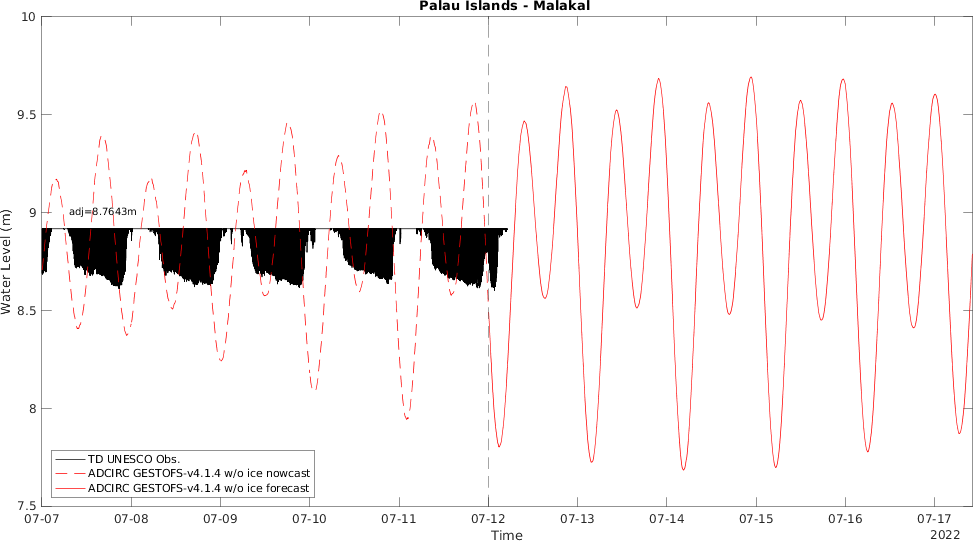 Palau Islands - Malakal
10
9.5
9
8.5
8
7.5
Water Level (m)
adj=8.7643m
TD UNESCO Obs.
ADCIRC GESTOFS-v4.1.4 w/o ice nowcast
ADCIRC GESTOFS-v4.1.4 w/o ice forecast
07-07 07-08 07-09 07-10 07-11 07-12 07-13 07-14 07-15 07-16 07-17
Time
2022